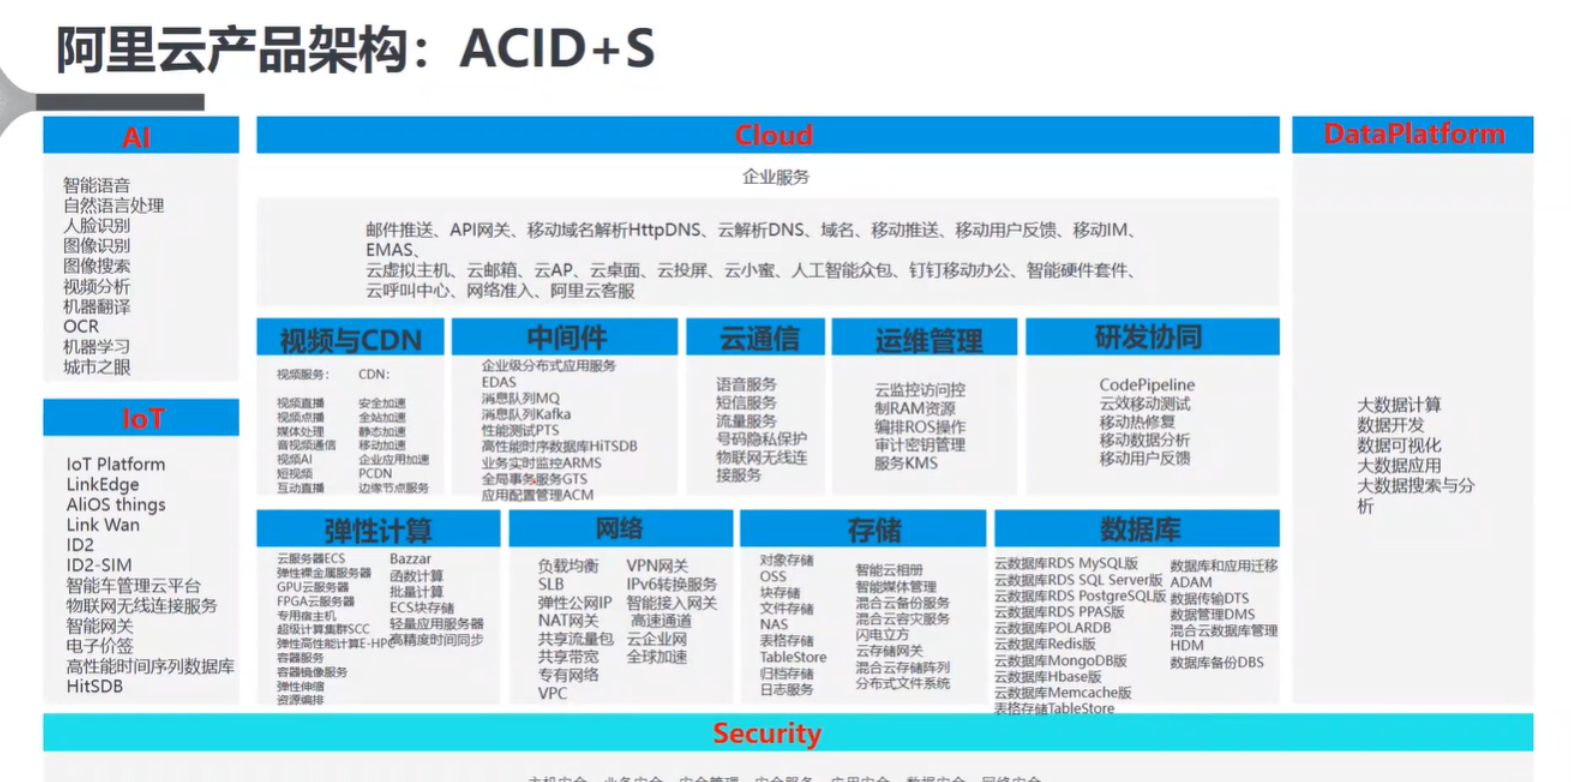 阿里云产品架构：ACID+S
AI
智能语音
自然语言处理
人脸识别
图像识别
图像搜索
视频分析
机器翻译
OCR
机器学习
城市之眼
IoT
IoT Platform
LinkEdge
AliOS things
Link Wan
ID2
ID2-SIM
智能车管理云平台
物联网无线连接服务
智能网关
电子价签
高性能时间序列数据库
HitSDB
Cloud
企业服务
邮件推送、API网关、移动域名解析HttpDNS、云解析DNS、域名、移动推送、移动用户反馈、移动IM、
EMAS、
云虚拟主机、云邮箱、云AP、云桌面、云投屏、云小蜜、人工智能众包、钉钉移动办公、智能硬件套件、
云呼叫中心、网络准入、阿里云客服
视频与CDN
视频服务：
视频直播
视频点播
媒体处理
音视频通信
视频AI
短视频
互动直播
CDN：
安全加速
全站加速
静态加速
移动加速
企业应用加速
PCDN
边缘节点服务
中间件
企业级分布式应用服务
EDAS
消息队列MQ
消息队列Kafka
性能测试PTS
高性能时序数据库HiTSDB
业务实时监控ARMS
全局事务服务GTS
应用配置管理ACM
云通信
语音服务
短信服务
流量服务
号码隐私保护
物联网无线连
接服务
运维管理
云监控访问控
制RAM资源
编排ROS操作
审计密钥管理
服务KMS
研发协同
CodePipeline
云效移动测试
移动热修复
移动数据分析
移动用户反馈
弹性计算
云服务器ECS
弹性裸金属服务器
GPU云服务器
FPGA云服务器
专用宿主机
超级计算集群SCC
弹性高性能计算E-HPC
容器服务
容器镜像服务
弹性伸缩
资源编排
Bazzar
函数计算
批量计算
ECS块存储
轻量应用服务器
高精度时间同步
网络
负载均衡
SLB
弹性公网IP
NAT网关
共享流量包
共享带宽
专有网络
VPC
VPN网关
IPv6转换服务
智能接入网关
高速通道
云企业网
全球加速
存储
对象存储
OSS
块存储
文件存储
NAS
表格存储
TableStore
归档存储
日志服务
智能云相册
智能媒体管理
混合云备份服务
混合云容灾服务
闪电立方
云存储网关
混合云存储阵列
分布式文件系统
数据库
云数据库RDS MySQL版
云数据库RDS SQL Server版
云数据库RDS PostgreSQL版
云数据库RDS PPAS版
云数据库POLARDB
云数据库Redis版
云数据库MongoDB版
云数据库Hbase版
云数据库Memcache版
表格存储TableStore
数据库和应用迁移
ADAM
数据传输DTS
数据管理DMS
混合云数据库管理
HDM
数据库备份DBS
DataPlatform
大数据计算
数据开发
数据可视化
大数据应用
大数据搜索与分
析
Security
主机安全 业务安全 安全管理 安全服务 应用安全 数据安全 网络安全